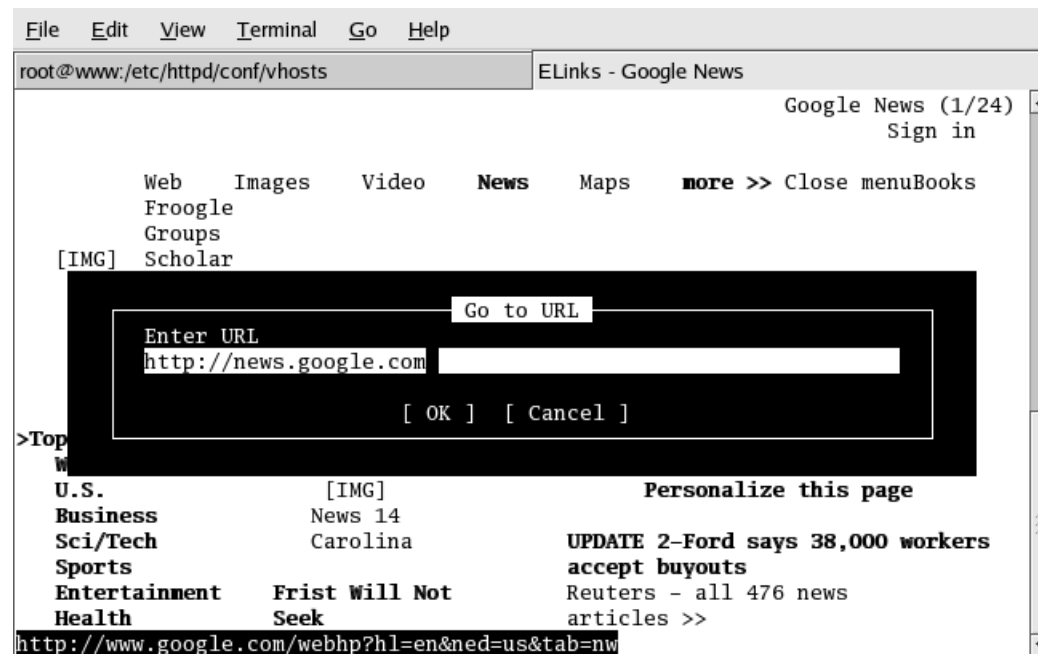 File Edit View Terminal Go Help
root@www:/etc/httpd/conf/vhosts
ELinks - Google News
Google News (1/24)
Sign in
Web Images Video News Maps more >> Close menuBooks
Froogle
Groups
[IMG] Scholar
Go to URL
Enter URL
http://news.google.com
[ OK ] [ Cancel ]
>Top
U.S. [IMG] Personalize this page
Business News 14
Sci/Tech Carolina UPDATE 2-Ford says 38,000 workers
Sports accept buyouts
Entertainment Frist Will Not Reuters - all 476 news
Health Seek articles >>
http://www.google.com/webhp?hl=en&ned=us&tab=nw